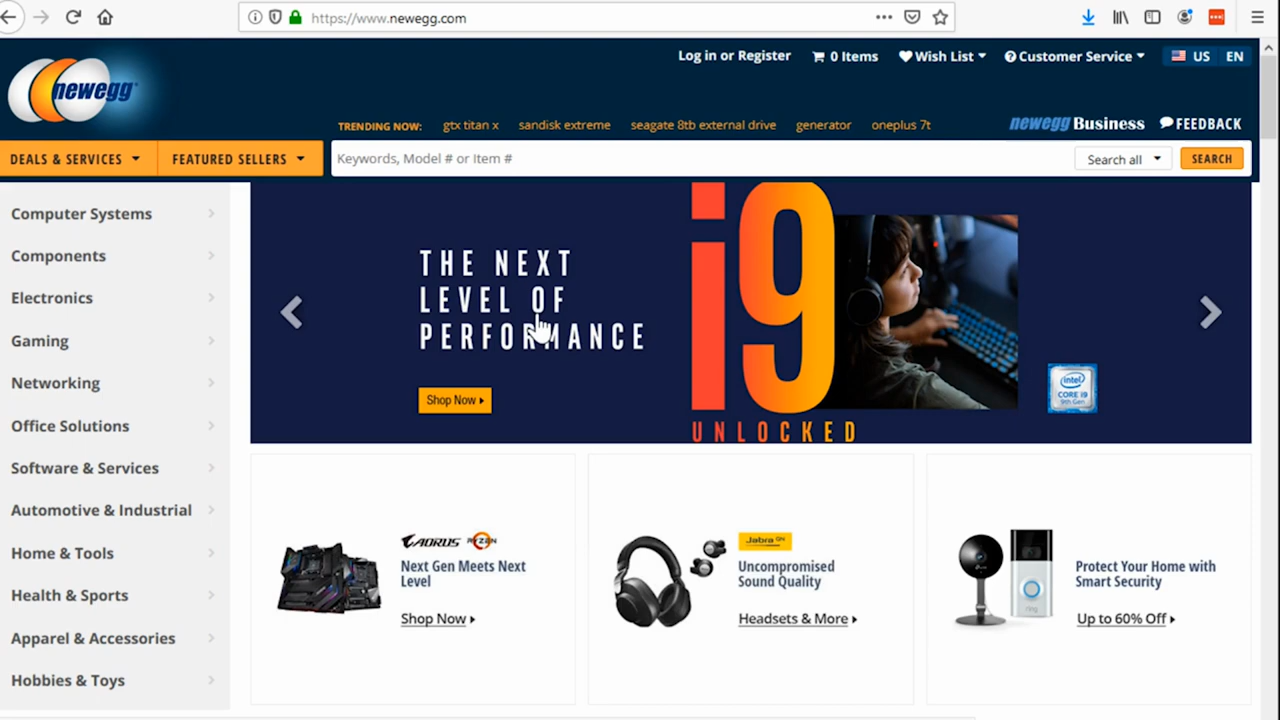 https://www.newegg.com
Log in or Register
0 Items
Wish List
Customer Service
US
EN
newegg
TRENDING NOW:
gtx titan x
sandisk extreme
seagate 8tb external drive
generator
oneplus 7t
newegg Business
FEEDBACK
DEALS & SERVICES
FEATURED SELLERS
Keywords, Model # or Item #
Search all
SEARCH
Computer Systems
Components
Electronics
Gaming
Networking
Office Solutions
Software & Services
Automotive & Industrial
Home & Tools
Health & Sports
Apparel & Accessories
Hobbies & Toys
THE NEXT
LEVEL OF
PERFORMANCE
Shop Now
i9
UNLOCKED
intel
CORE i9
9th Gen
AORUS RYZEN
Next Gen Meets Next
Level
Shop Now
Jabra GN
Uncompromised
Sound Quality
Headsets & More
ring
Protect Your Home with
Smart Security
Up to 60% Off